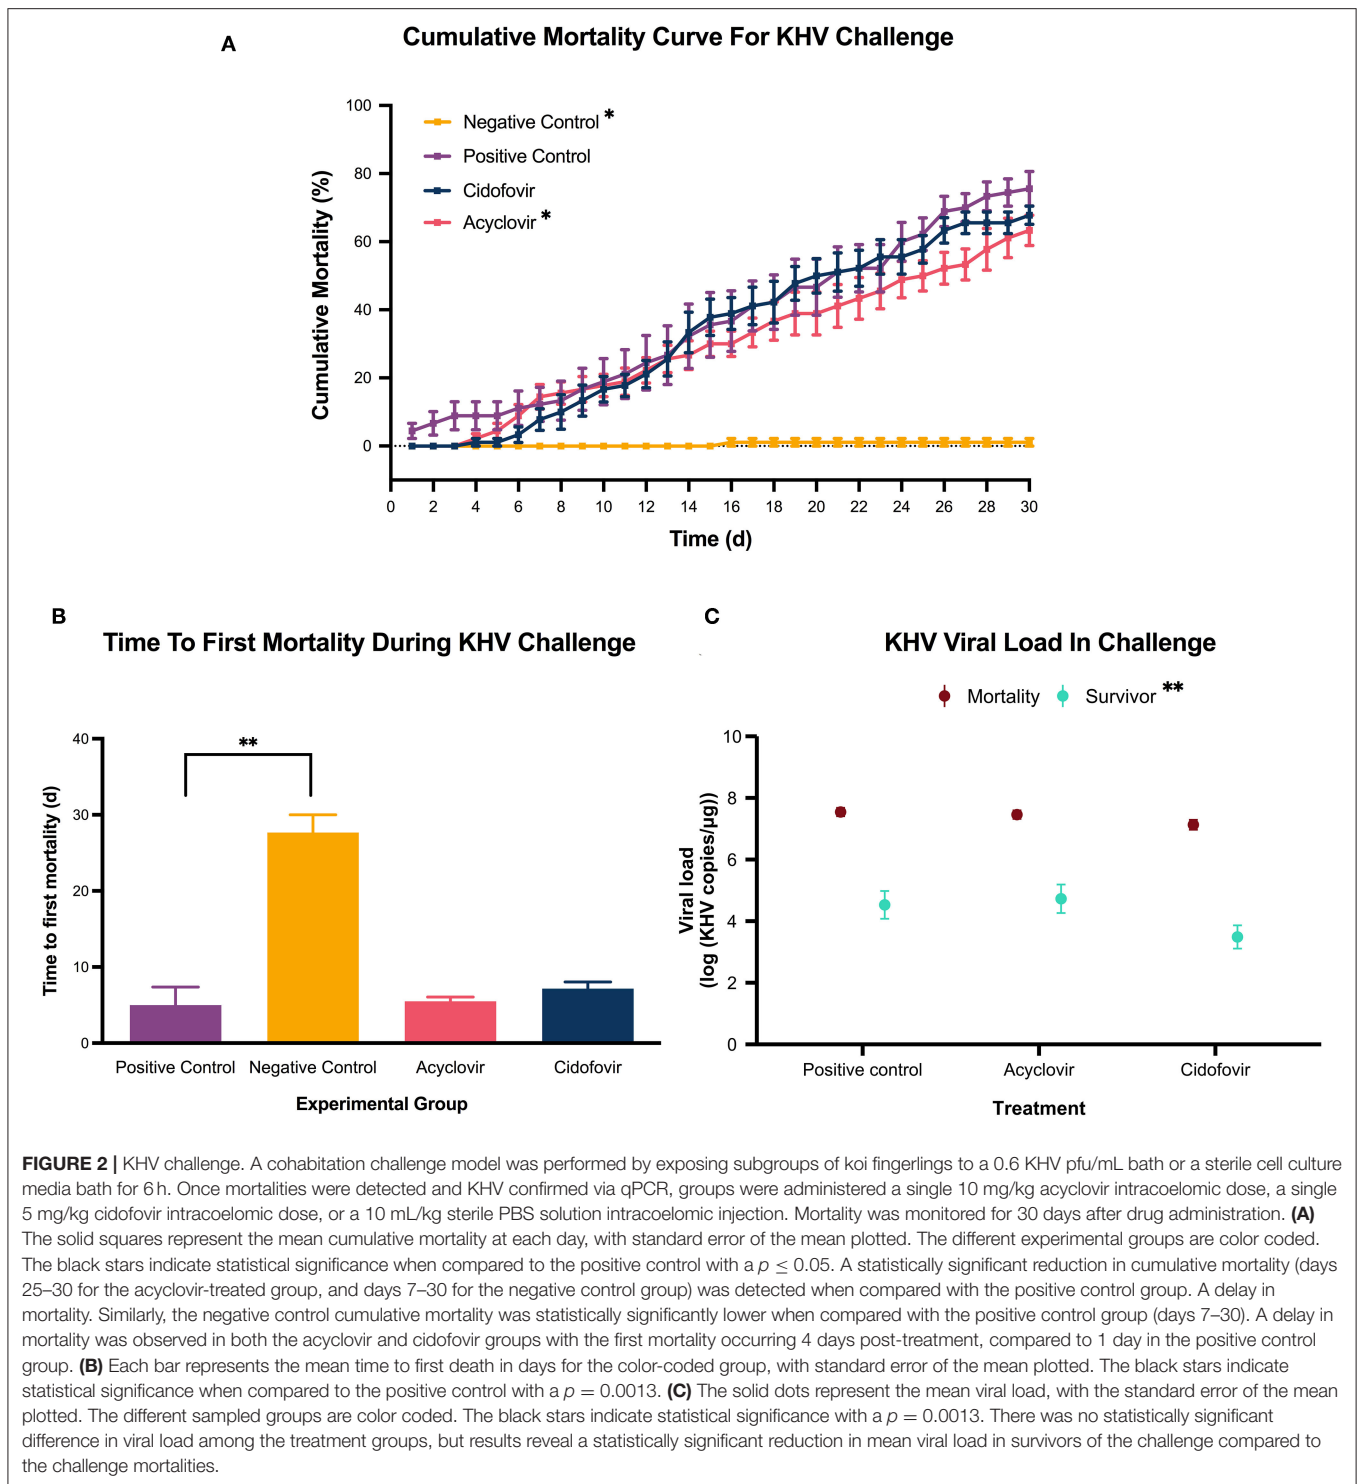 A
Cumulative Mortality Curve For KHV Challenge
Cumulative Mortality (%)
100
80
60
40
20
0
Negative Control *
Positive Control
Cidofovir
Acyclovir *
0 2 4 6 8 10 12 14 16 18 20 22 24 26 28 30
Time (d)
B
Time To First Mortality During KHV Challenge
Time to first mortality (d)
40
30
20
10
0
**
Positive Control Negative Control Acyclovir Cidofovir
Experimental Group
C
KHV Viral Load In Challenge
Mortality Survivor **
Viral load
(log (KHV copies/µg))
10
8
6
4
2
0
Positive control Acyclovir Cidofovir
Treatment
FIGURE 2 | KHV challenge. A cohabitation challenge model was performed by exposing subgroups of koi fingerlings to a 0.6 KHV pfu/mL bath or a sterile cell culture
media bath for 6 h. Once mortalities were detected and KHV confirmed via qPCR, groups were administered a single 10 mg/kg acyclovir intracoelomic dose, a single
5 mg/kg cidofovir intracoelomic dose, or a 10 mL/kg sterile PBS solution intracoelomic injection. Mortality was monitored for 30 days after drug administration. (A)
The solid squares represent the mean cumulative mortality at each day, with standard error of the mean plotted. The different experimental groups are color coded.
The black stars indicate statistical significance when compared to the positive control with a p ≤ 0.05. A statistically significant reduction in cumulative mortality (days
25–30 for the acyclovir-treated group, and days 7–30 for the negative control group) was detected when compared with the positive control group. A delay in
mortality. Similarly, the negative control cumulative mortality was statistically significantly lower when compared with the positive control group (days 7–30). A delay in
mortality was observed in both the acyclovir and cidofovir groups with the first mortality occurring 4 days post-treatment, compared to 1 day in the positive control
group. (B) Each bar represents the mean time to first death in days for the color-coded group, with standard error of the mean plotted. The black stars indicate
statistical significance when compared to the positive control with a p = 0.0013. (C) The solid dots represent the mean viral load, with the standard error of the mean
plotted. The different sampled groups are color coded. The black stars indicate statistical significance with a p = 0.0013. There was no statistically significant
difference in viral load among the treatment groups, but results reveal a statistically significant reduction in mean viral load in survivors of the challenge compared to
the challenge mortalities.